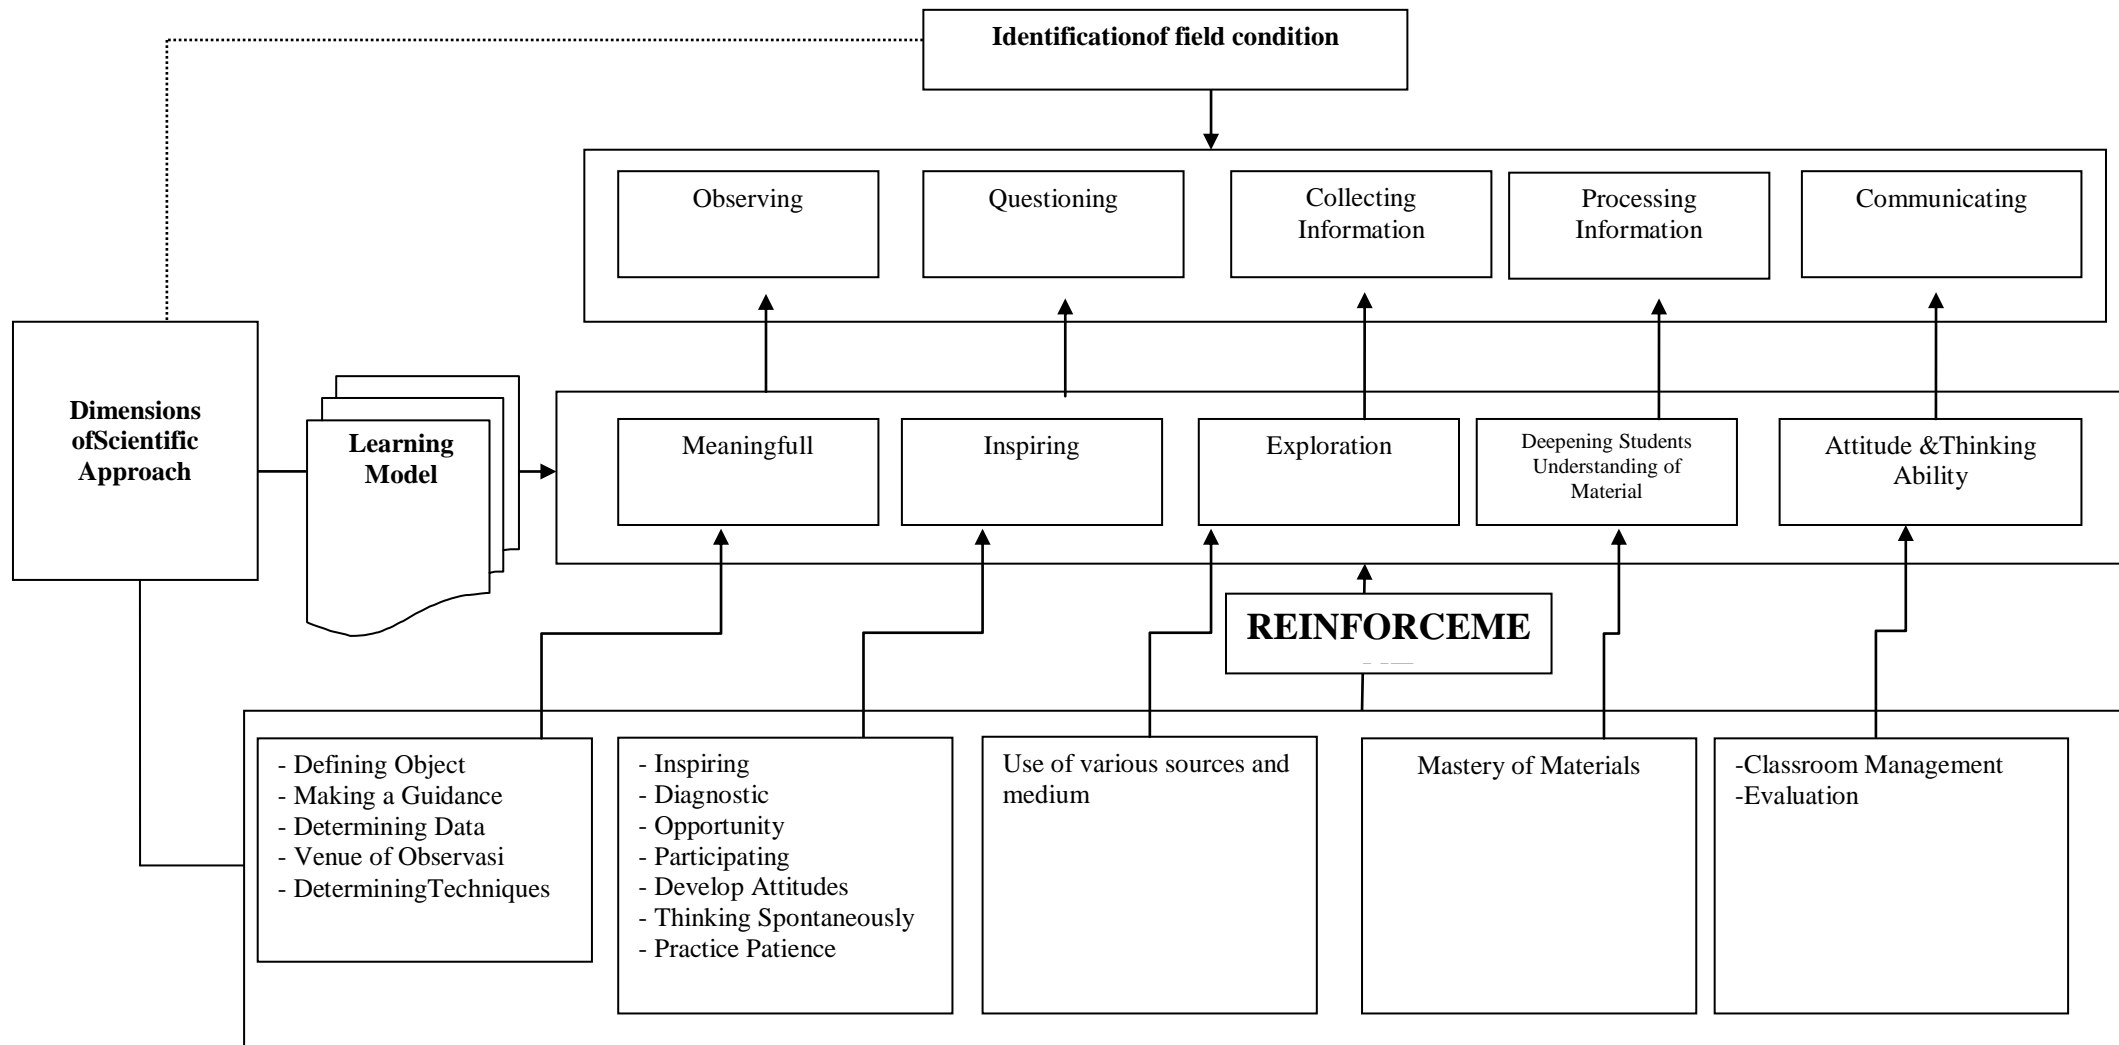 Identificationof field condition
Observing
Questioning
Collecting
Information
Processing
Information
Communicating
Dimensions
ofScientific
Approach
Learning
Model
Meaningfull
Inspiring
Exploration
Deepening Students
Understanding of
Material
Attitude &Thinking
Ability
REINFORCEME
- Defining Object
- Making a Guidance
- Determining Data
- Venue of Observasi
- DeterminingTechniques
- Inspiring
- Diagnostic
- Opportunity
- Participating
- Develop Attitudes
- Thinking Spontaneously
- Practice Patience
Use of various sources and
medium
Mastery of Materials
-Classroom Management
-Evaluation